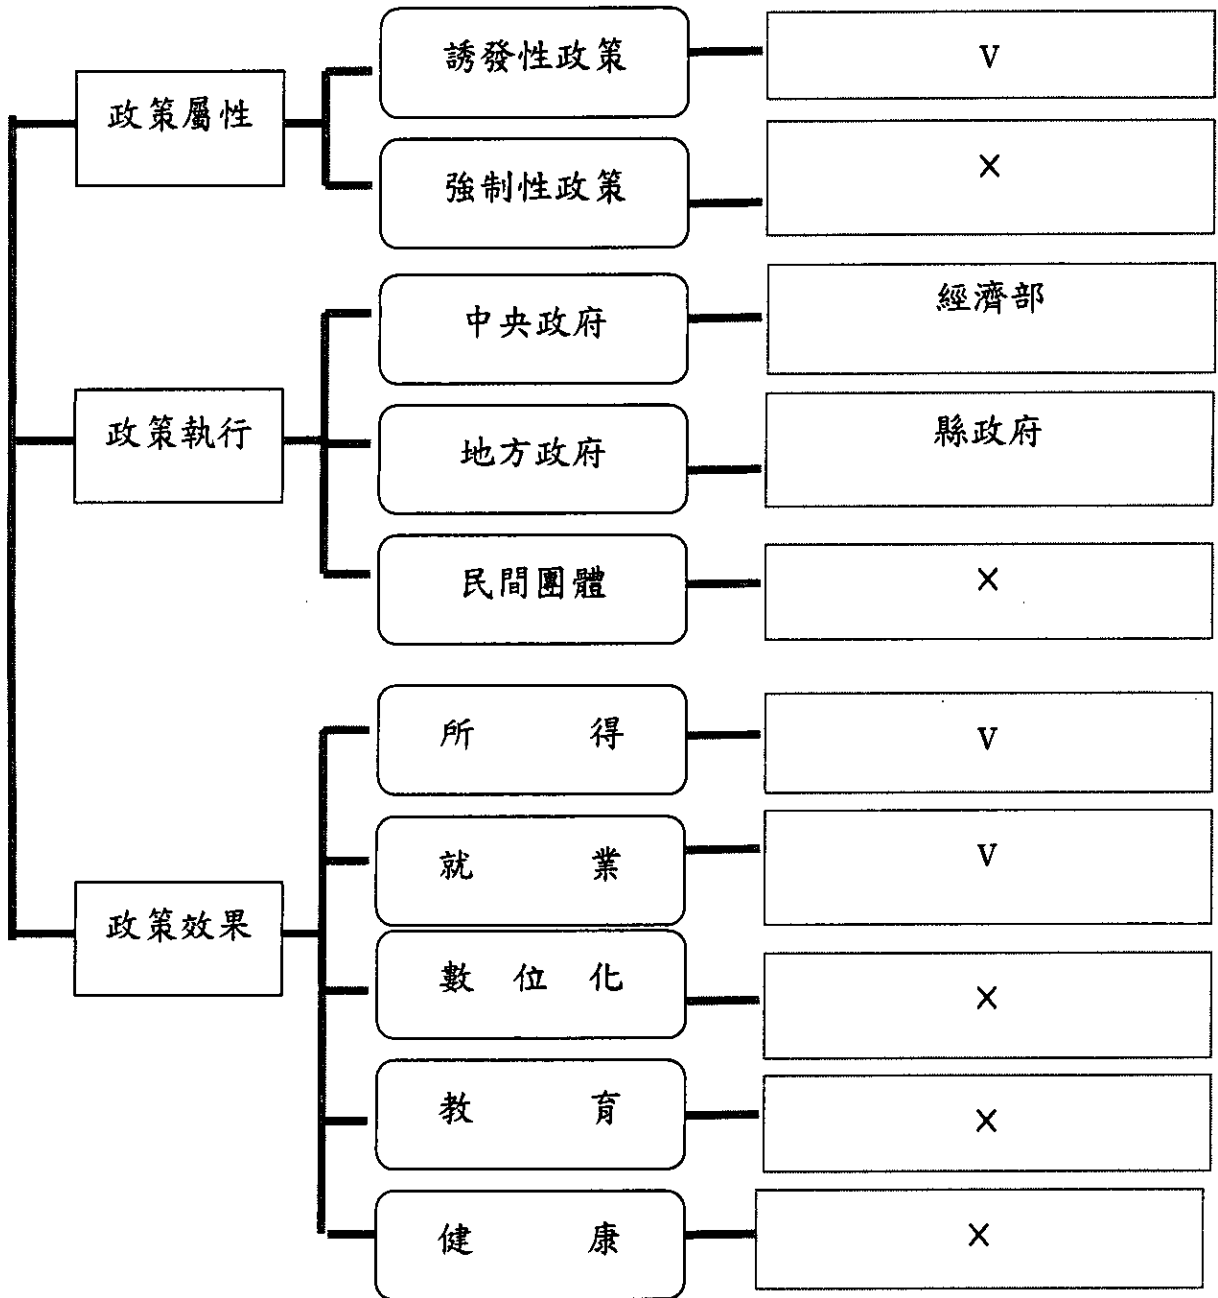 政策屬性
誘發性政策
V
強制性政策
×
政策執行
中央政府
經濟部
地方政府
縣政府
民間團體
×
政策效果
所得
V
就業
V
數位化
×
教育
×
健康
×